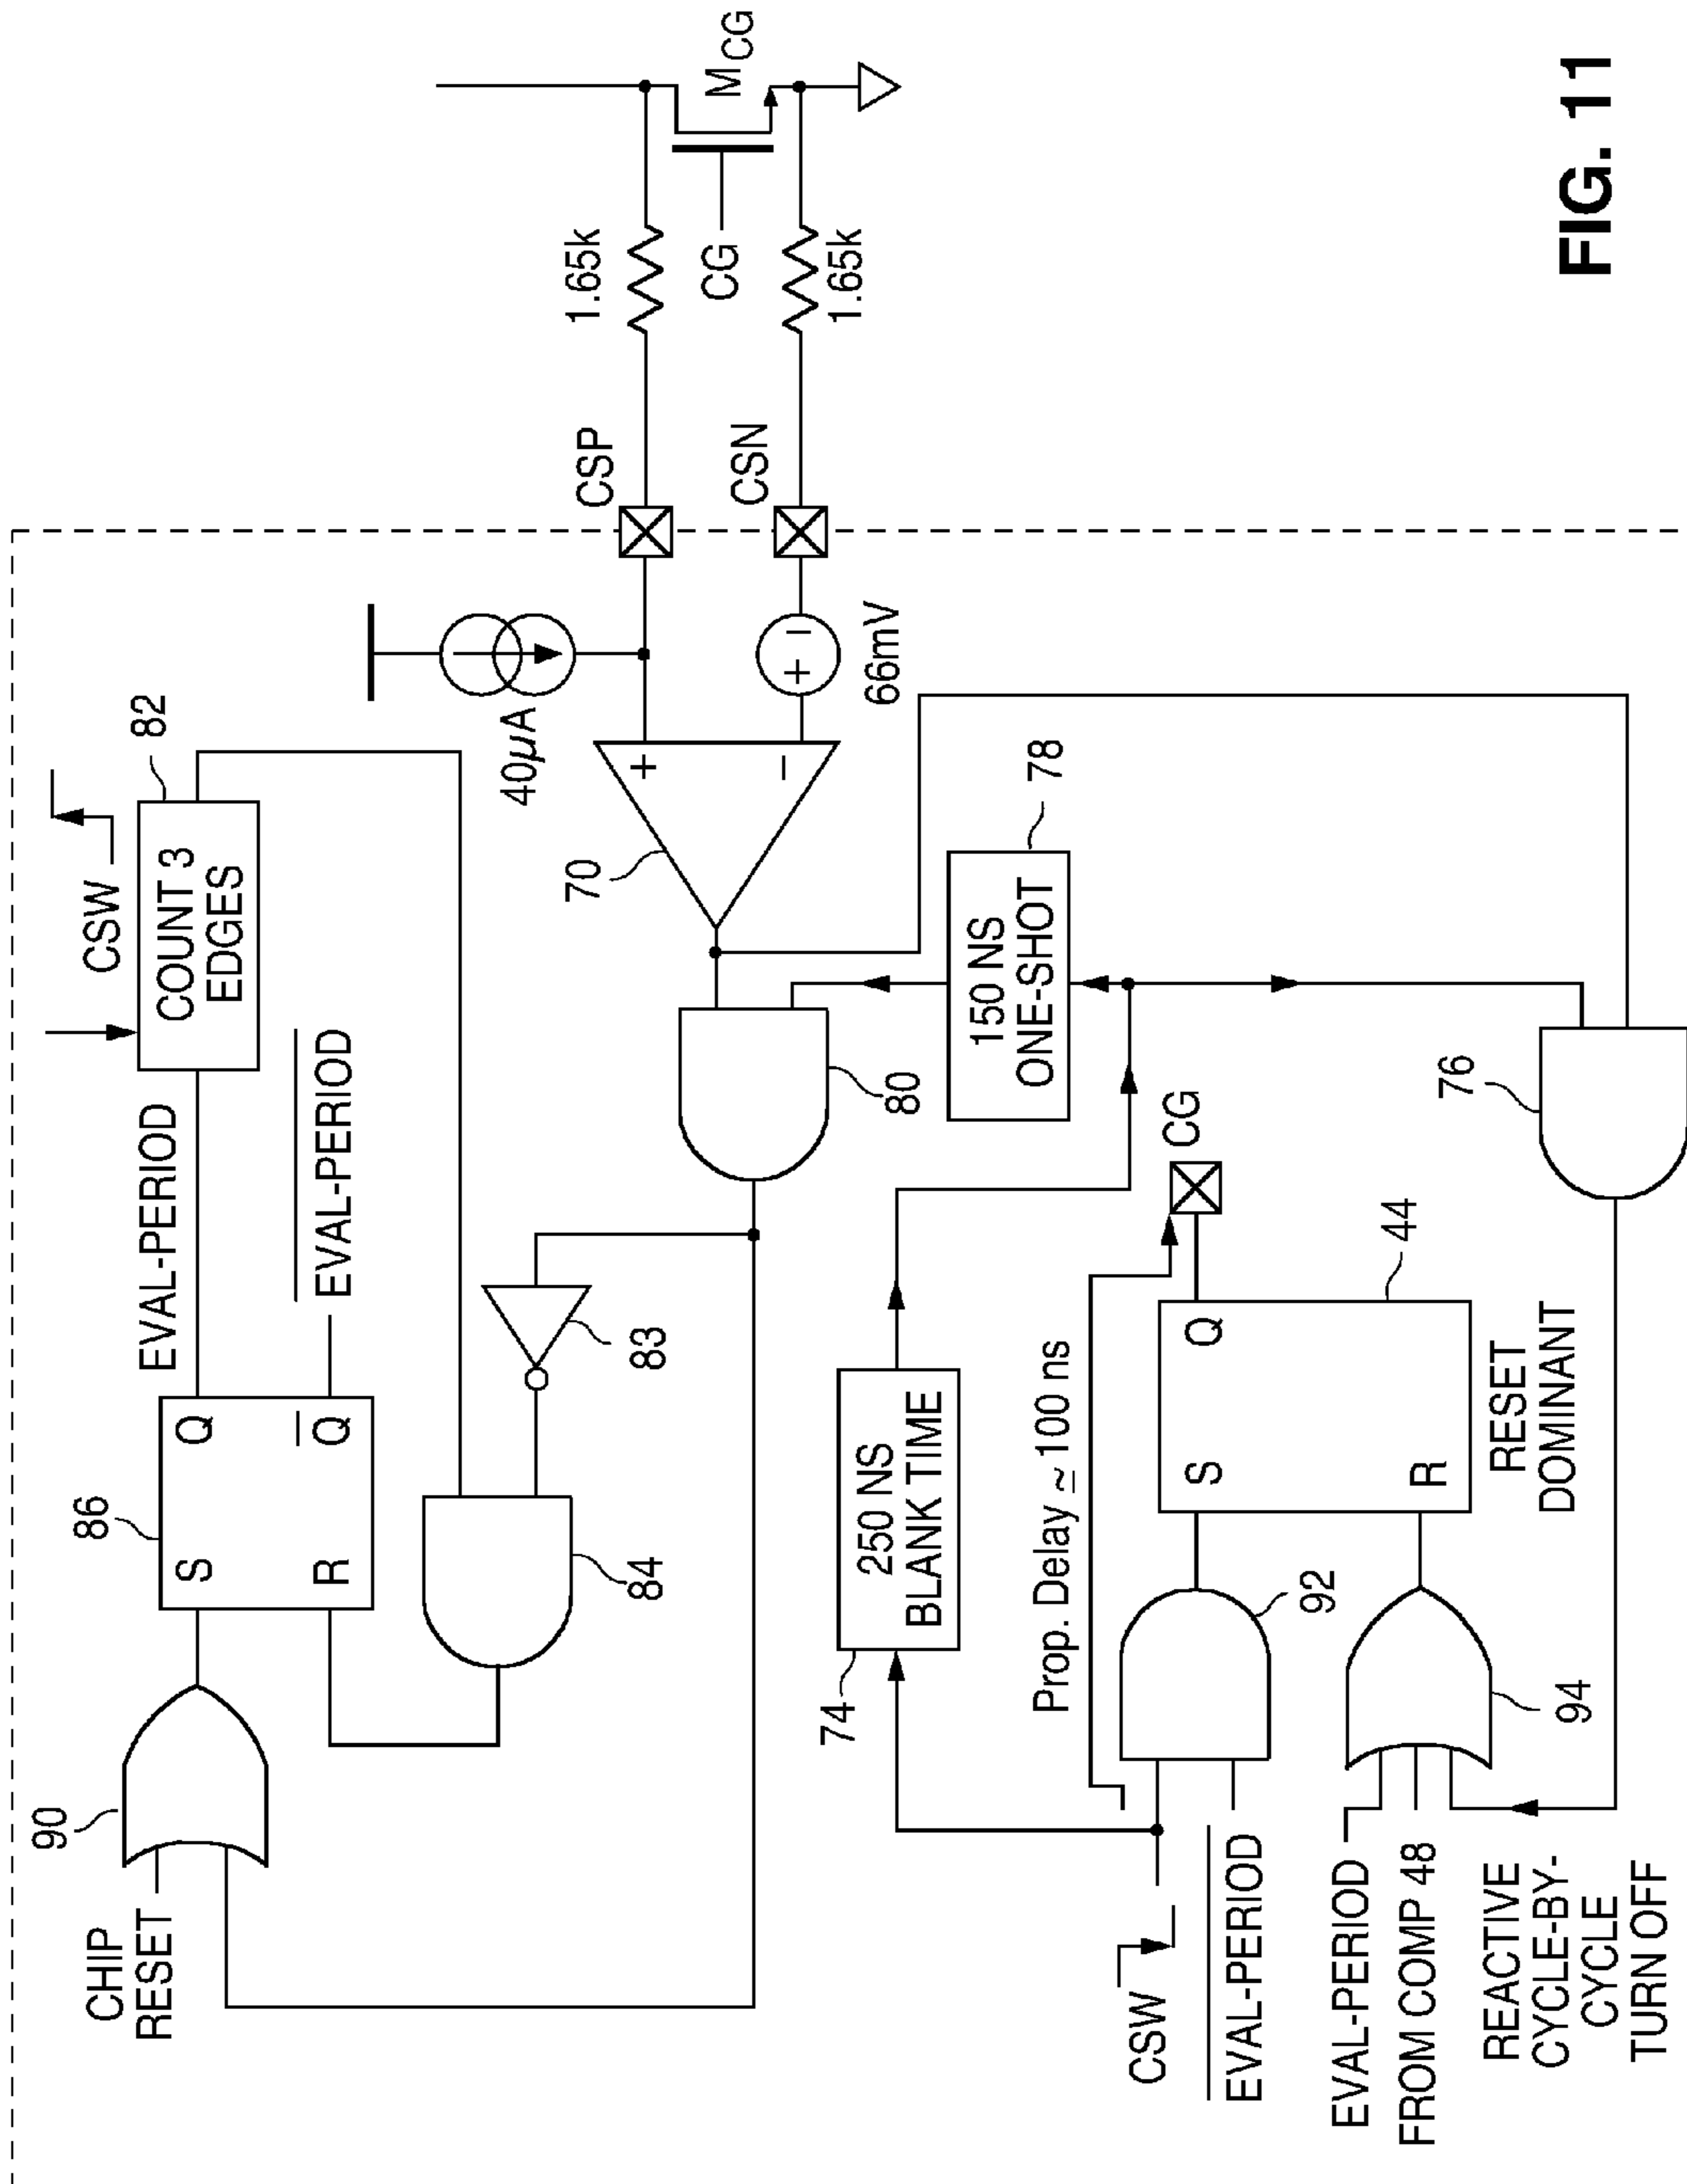 CHIP
RESET
90
S
R
Q
Q
86
EVAL-PERIOD
EVAL-PERIOD
CSW
COUNT 3
EDGES
82
84
83
80
70
+
−
40µA
+ −
66mV
CSP
CSN
1.65k
1.65k
CG
MCG
74
250 NS
BLANK TIME
150 NS
ONE-SHOT
78
Prop. Delay ≃ 100 ns
CSW
EVAL-PERIOD
92
S
R
Q
44
CG
RESET
DOMINANT
EVAL-PERIOD
FROM COMP 48
REACTIVE
CYCLE-BY-
CYCLE
TURN OFF
94
76
FIG. 11